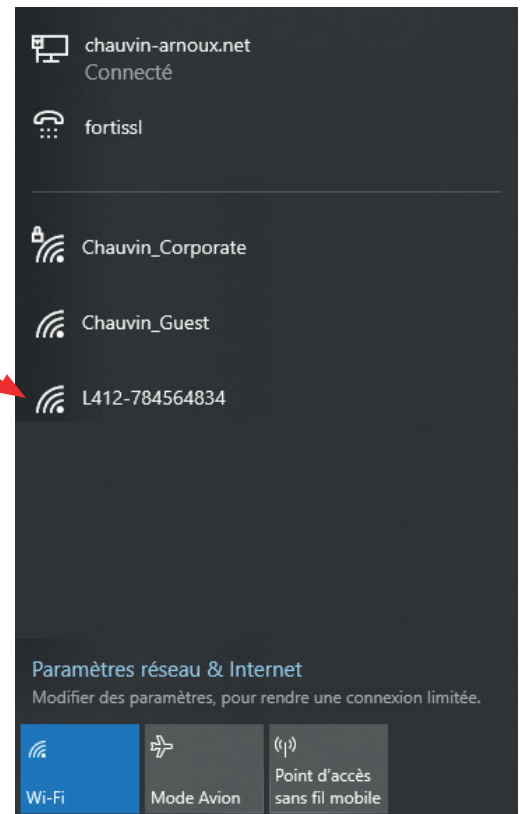 chauvin-arnoux.net
Connecté
fortissl
Chauvin_Corporate
Chauvin_Guest
L412-784564834
Paramètres réseau & Internet
Modifier des paramètres, pour rendre une connexion limitée.
Wi-Fi
Mode Avion
Point d'accès
sans fil mobile